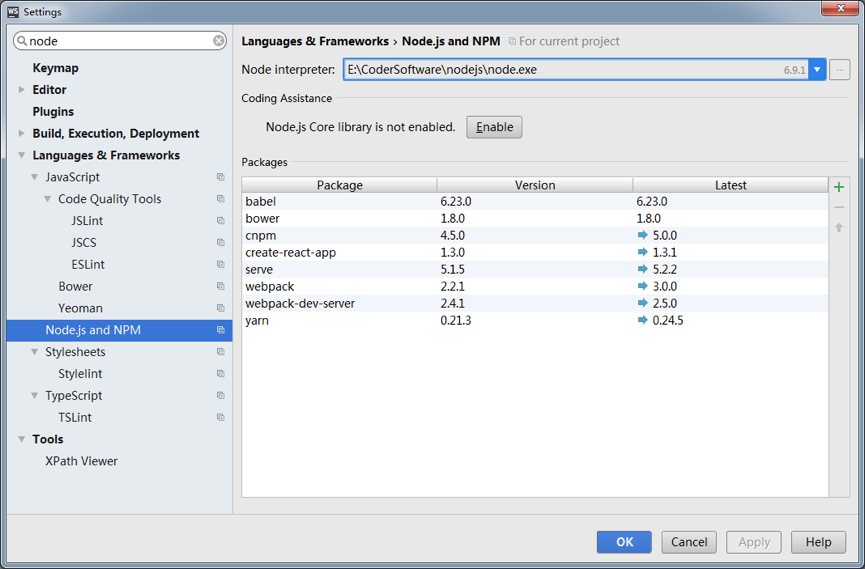 WS Settings
node
Keymap
Editor
Plugins
Build, Execution, Deployment
Languages & Frameworks
JavaScript
Code Quality Tools
JSLint
JSCS
ESLint
Bower
Yeoman
Node.js and NPM
Stylesheets
Stylelint
TypeScript
TSLint
Tools
XPath Viewer
Languages & Frameworks › Node.js and NPM For current project
Node interpreter: E:\CoderSoftware\nodejs\node.exe 6.9.1 ...
Coding Assistance
Node.js Core library is not enabled. Enable
Packages
Package Version Latest
babel 6.23.0 6.23.0
bower 1.8.0 1.8.0
cnpm 4.5.0 5.0.0
create-react-app 1.3.0 1.3.1
serve 5.1.5 5.2.2
webpack 2.2.1 3.0.0
webpack-dev-server 2.4.1 2.5.0
yarn 0.21.3 0.24.5
OK Cancel Apply Help